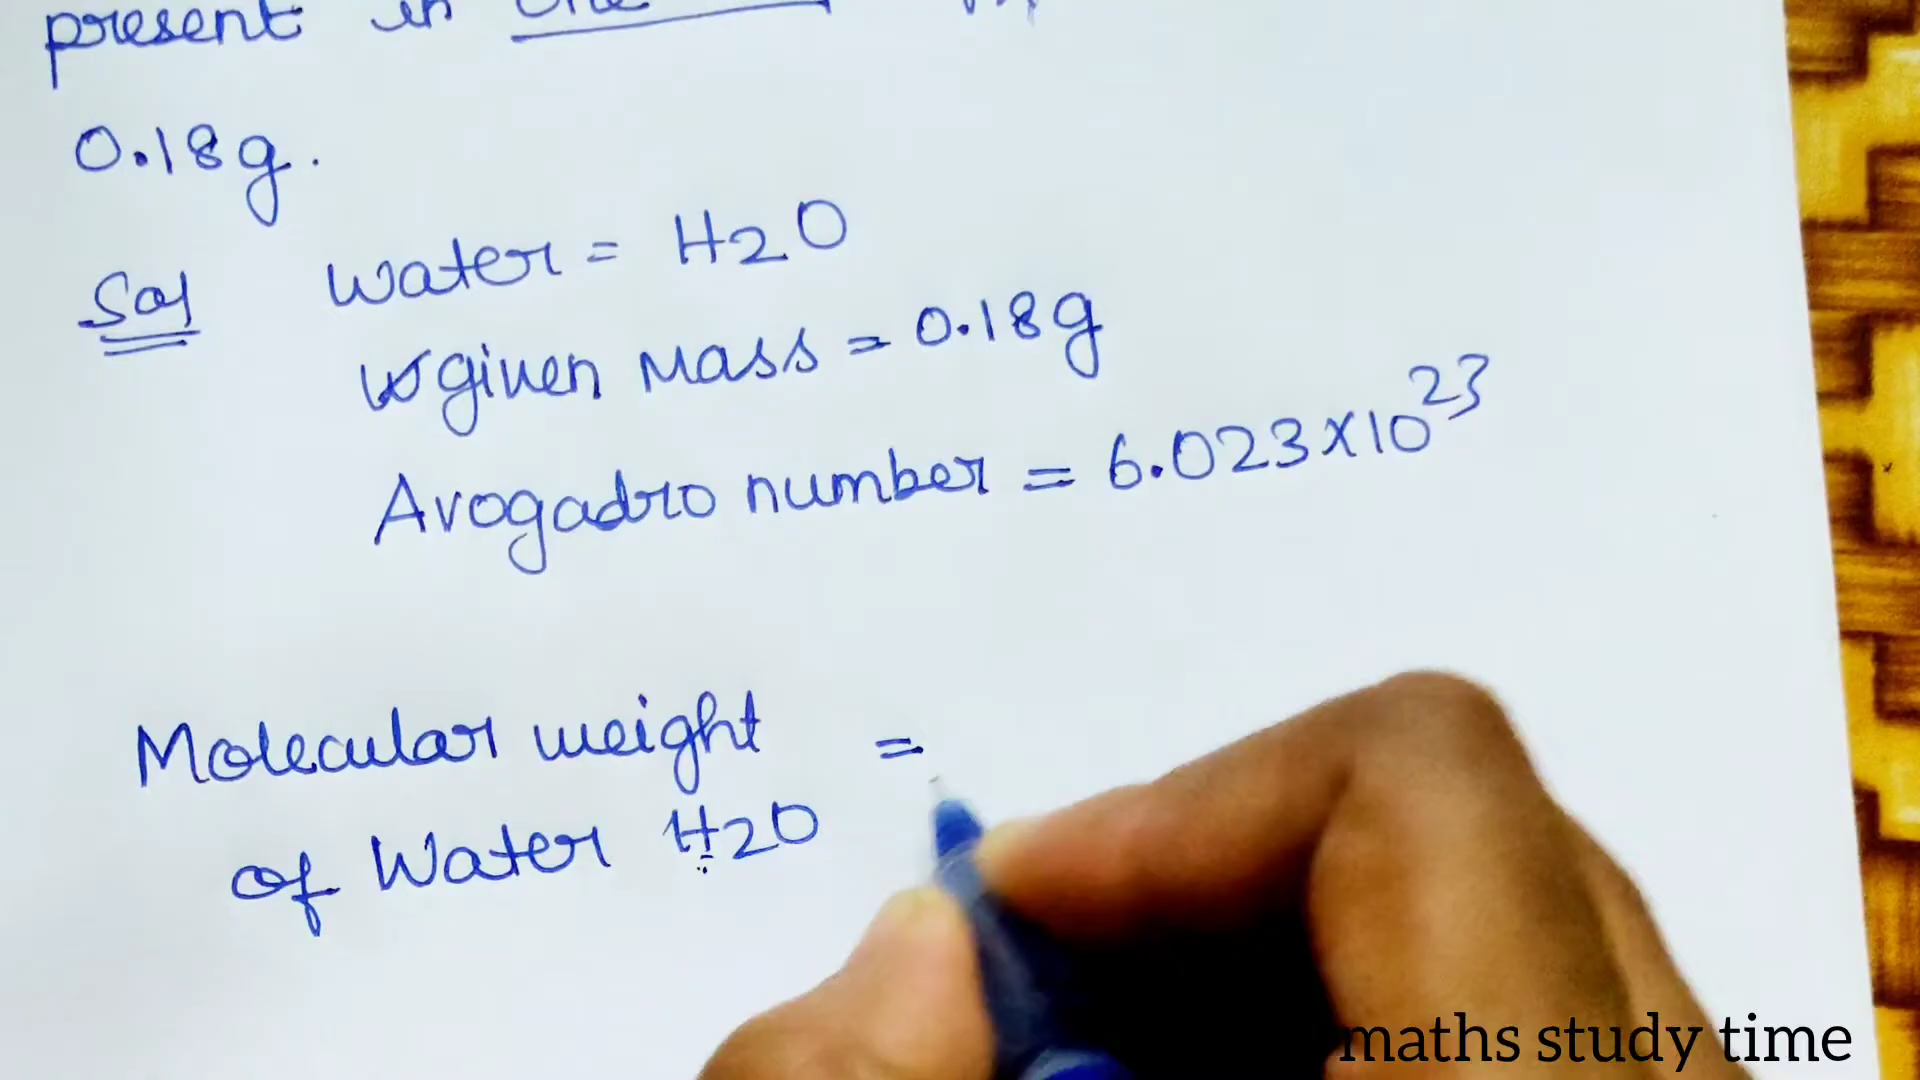 present in one
0.18g.
Sol
Water = H2O
given Mass = 0.18g
Avogadro number = 6.023x10^23
Molecular weight =
of Water H2O
maths study time